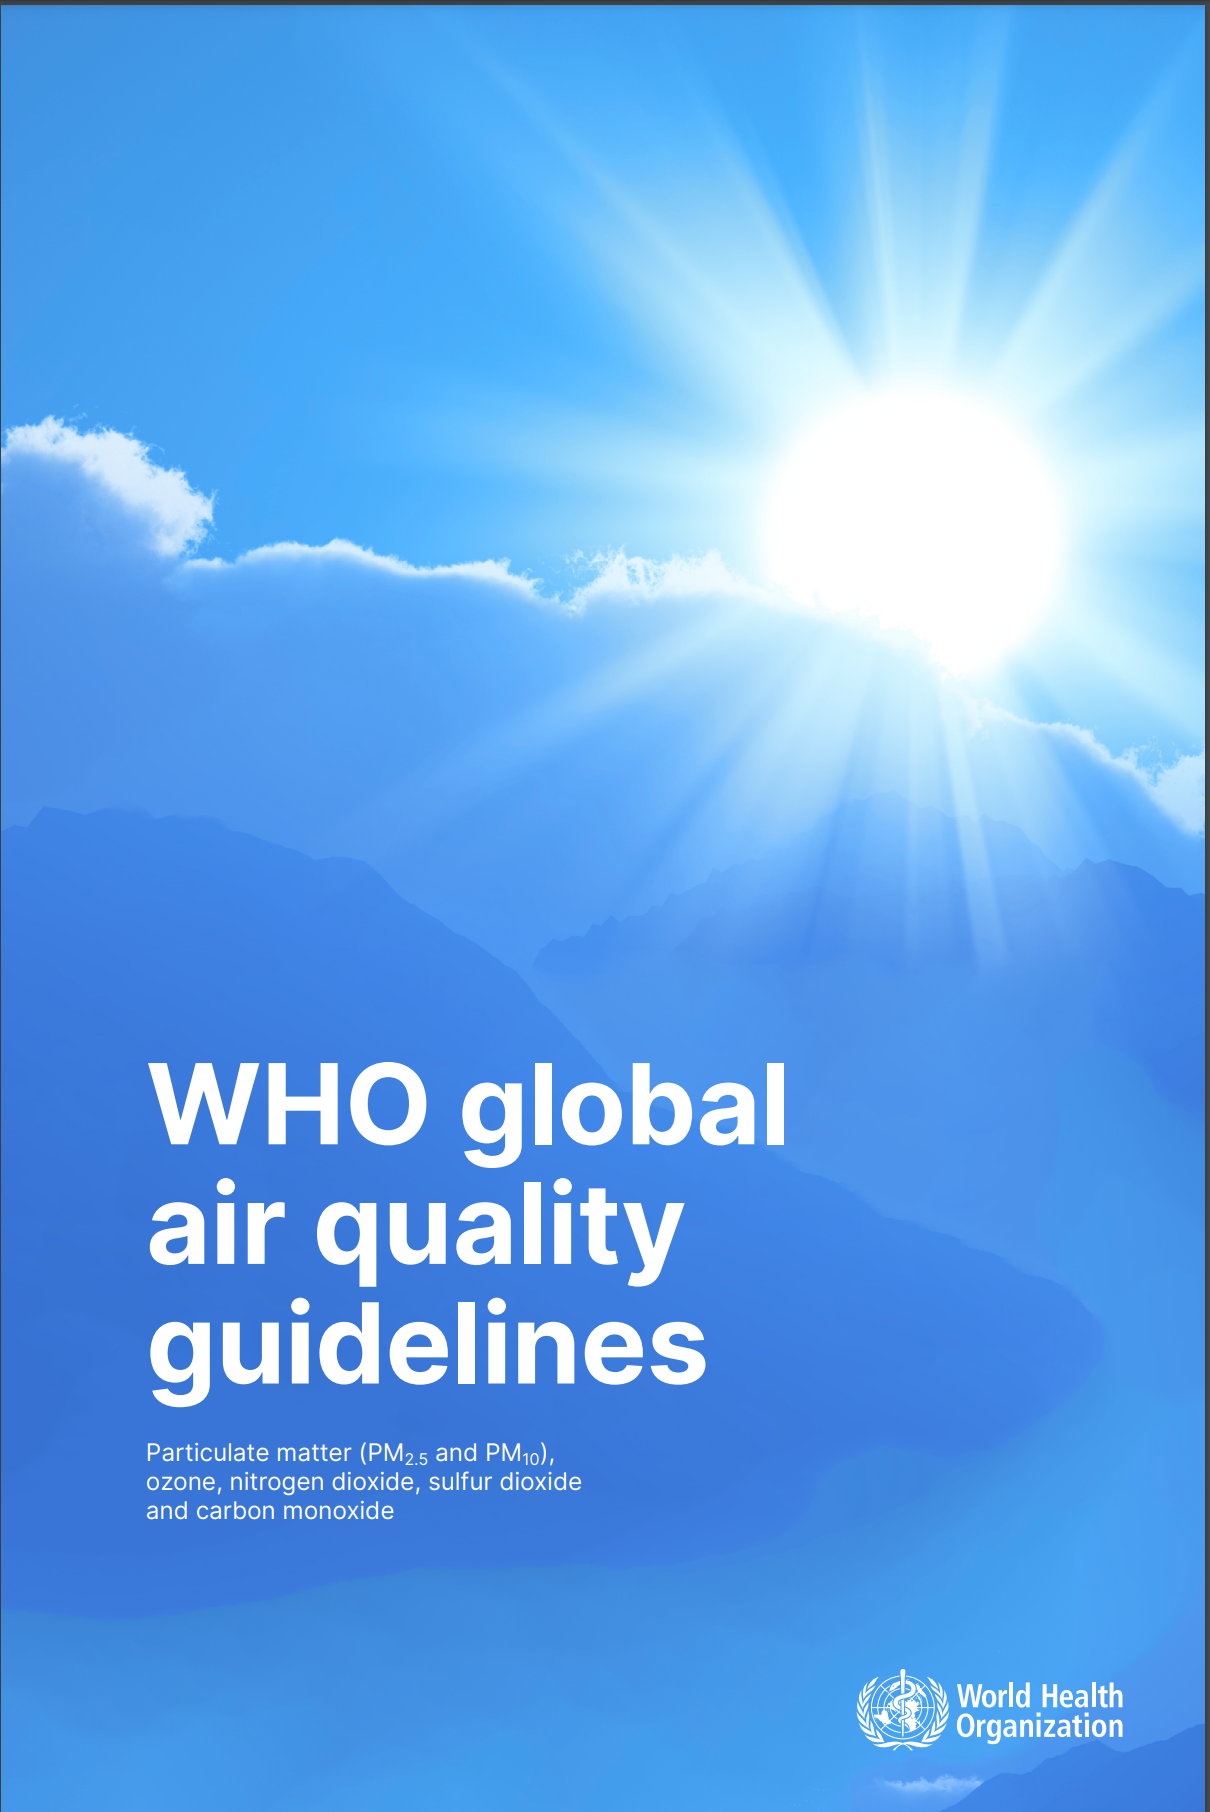 WHO global
air quality
guidelines
Particulate matter (PM₂.₅ and PM₁₀),
ozone, nitrogen dioxide, sulfur dioxide
and carbon monoxide
World Health
Organization